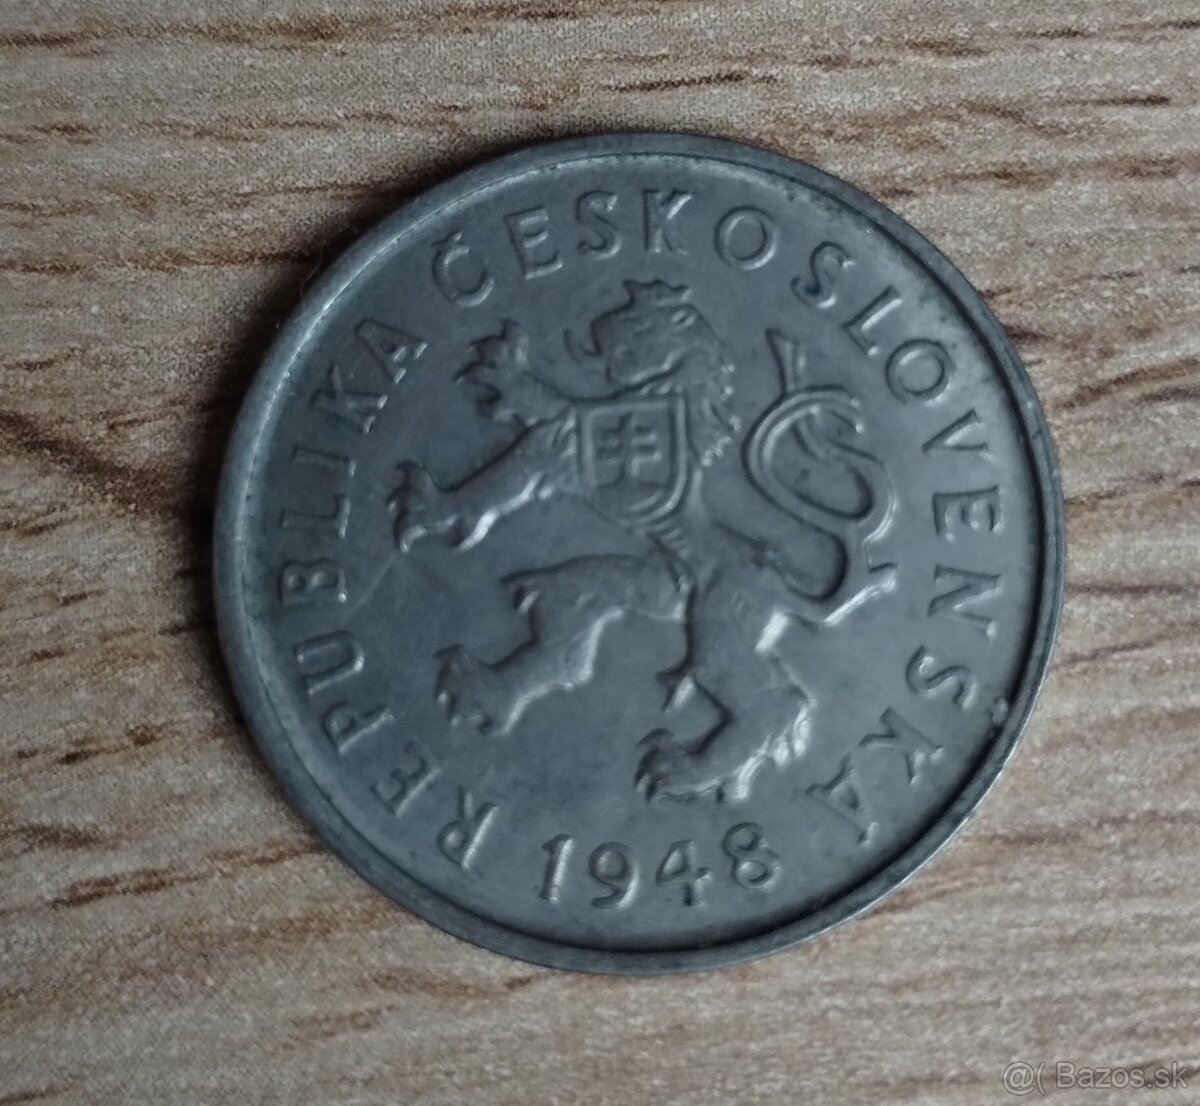 REPUBLIKA ČESKOSLOVENSKÁ
1948
@( Bazos.sk